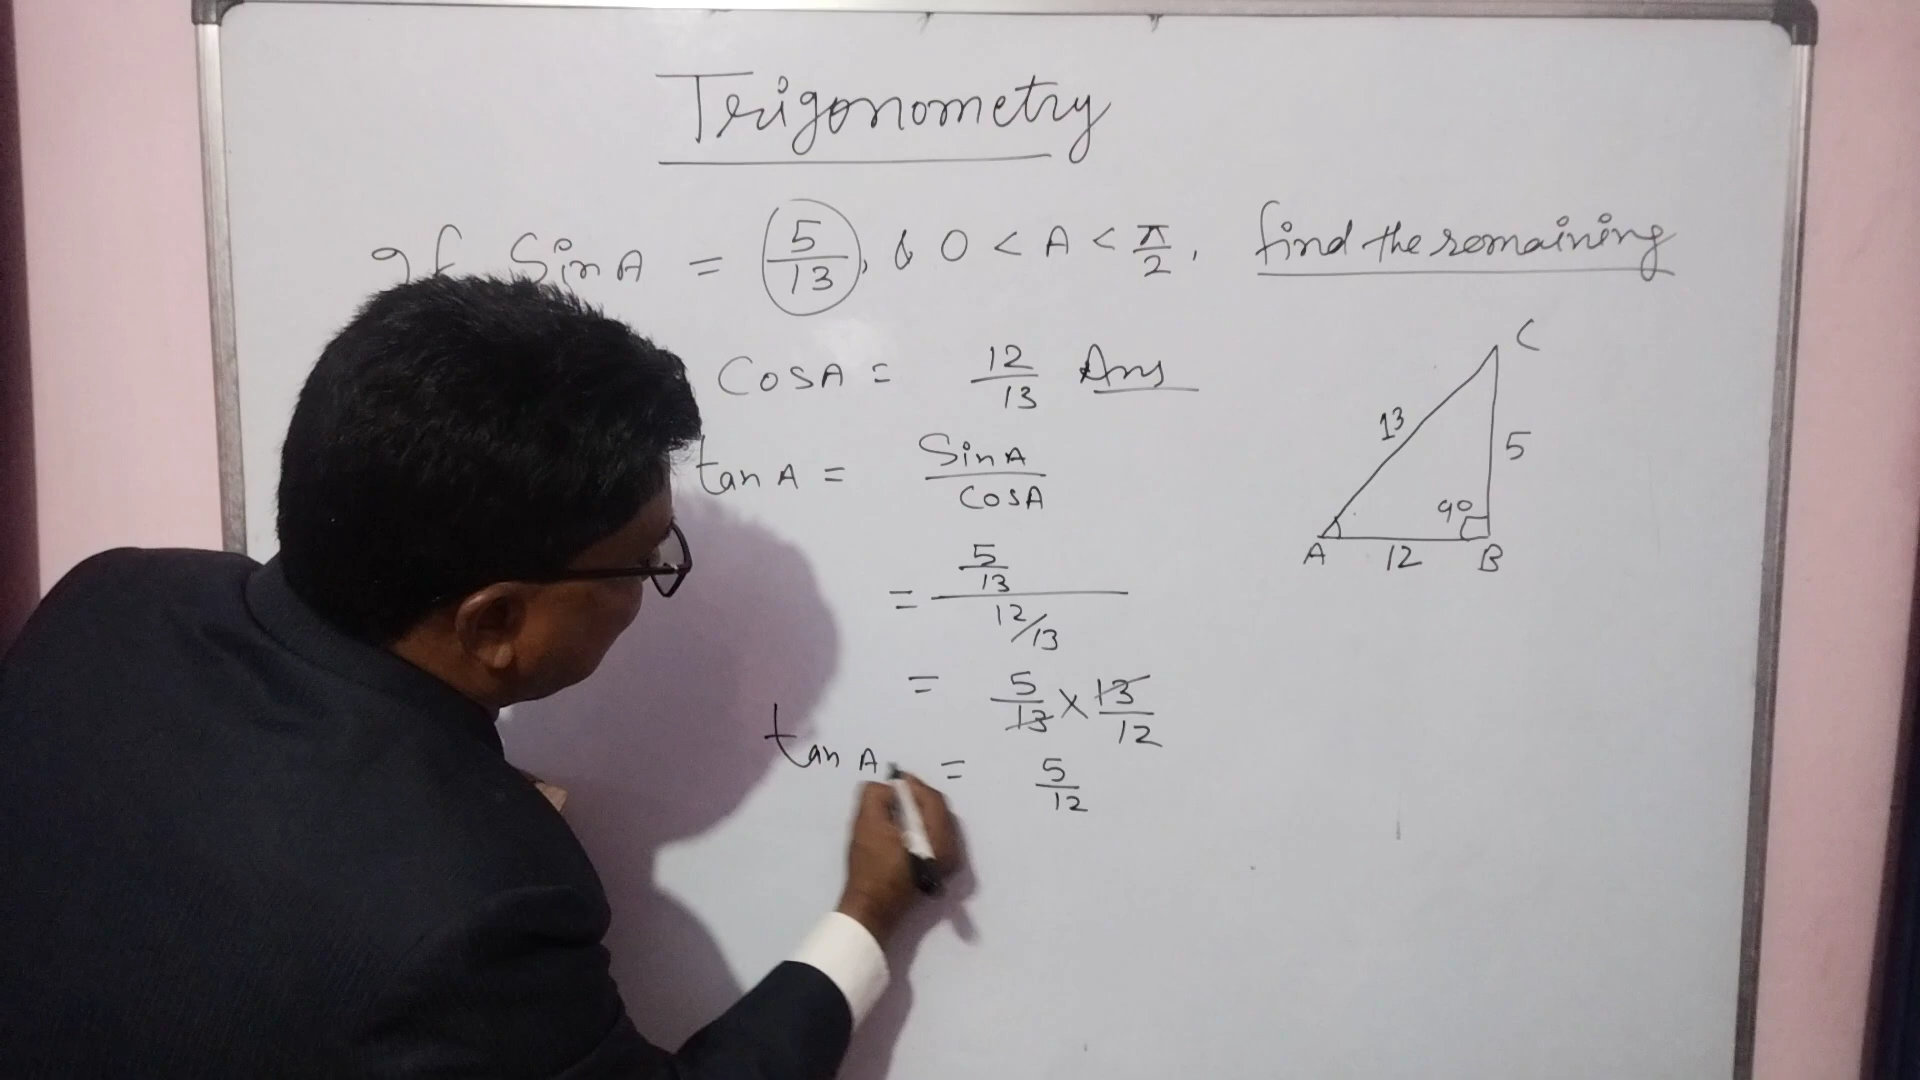 Trigonometry
If Sin A = 5/13, & 0 < A < π/2, find the remaining
Cos A = 12/13 Ans
tan A = Sin A / Cos A
= 5/13 / 12/13
= 5/13 × 13/12
tan A = 5/12
C
13
5
90
A 12 B